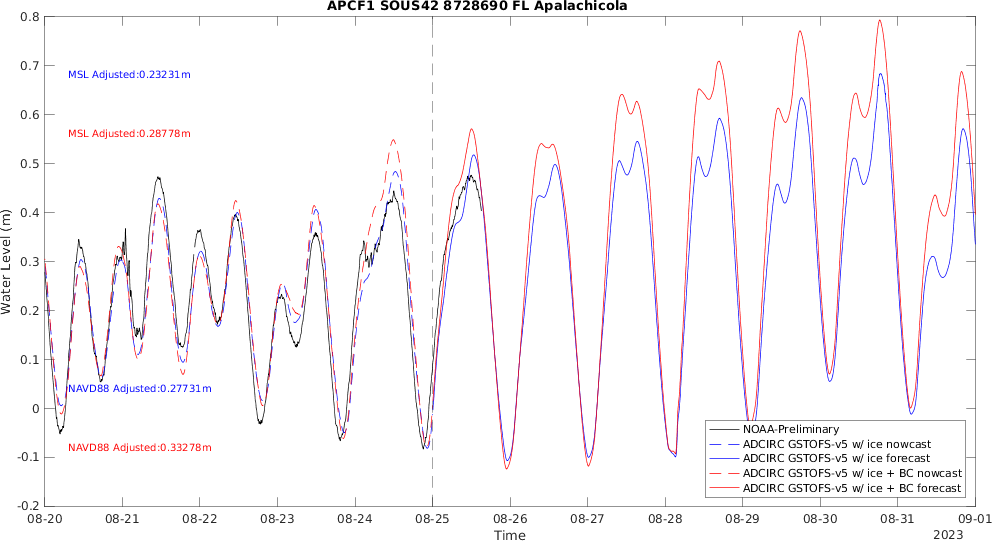 APCF1 SOUS42 8728690 FL Apalachicola
0.8
0.7
0.6
0.5
0.4
0.3
0.2
0.1
0
-0.1
-0.2
Water Level (m)
MSL Adjusted:0.23231m
MSL Adjusted:0.28778m
NAVD88 Adjusted:0.27731m
NAVD88 Adjusted:0.33278m
NOAA-Preliminary
ADCIRC GSTOFS-v5 w/ ice nowcast
ADCIRC GSTOFS-v5 w/ ice forecast
ADCIRC GSTOFS-v5 w/ ice + BC nowcast
ADCIRC GSTOFS-v5 w/ ice + BC forecast
08-20 08-21 08-22 08-23 08-24 08-25 08-26 08-27 08-28 08-29 08-30 08-31 09-01
Time
2023